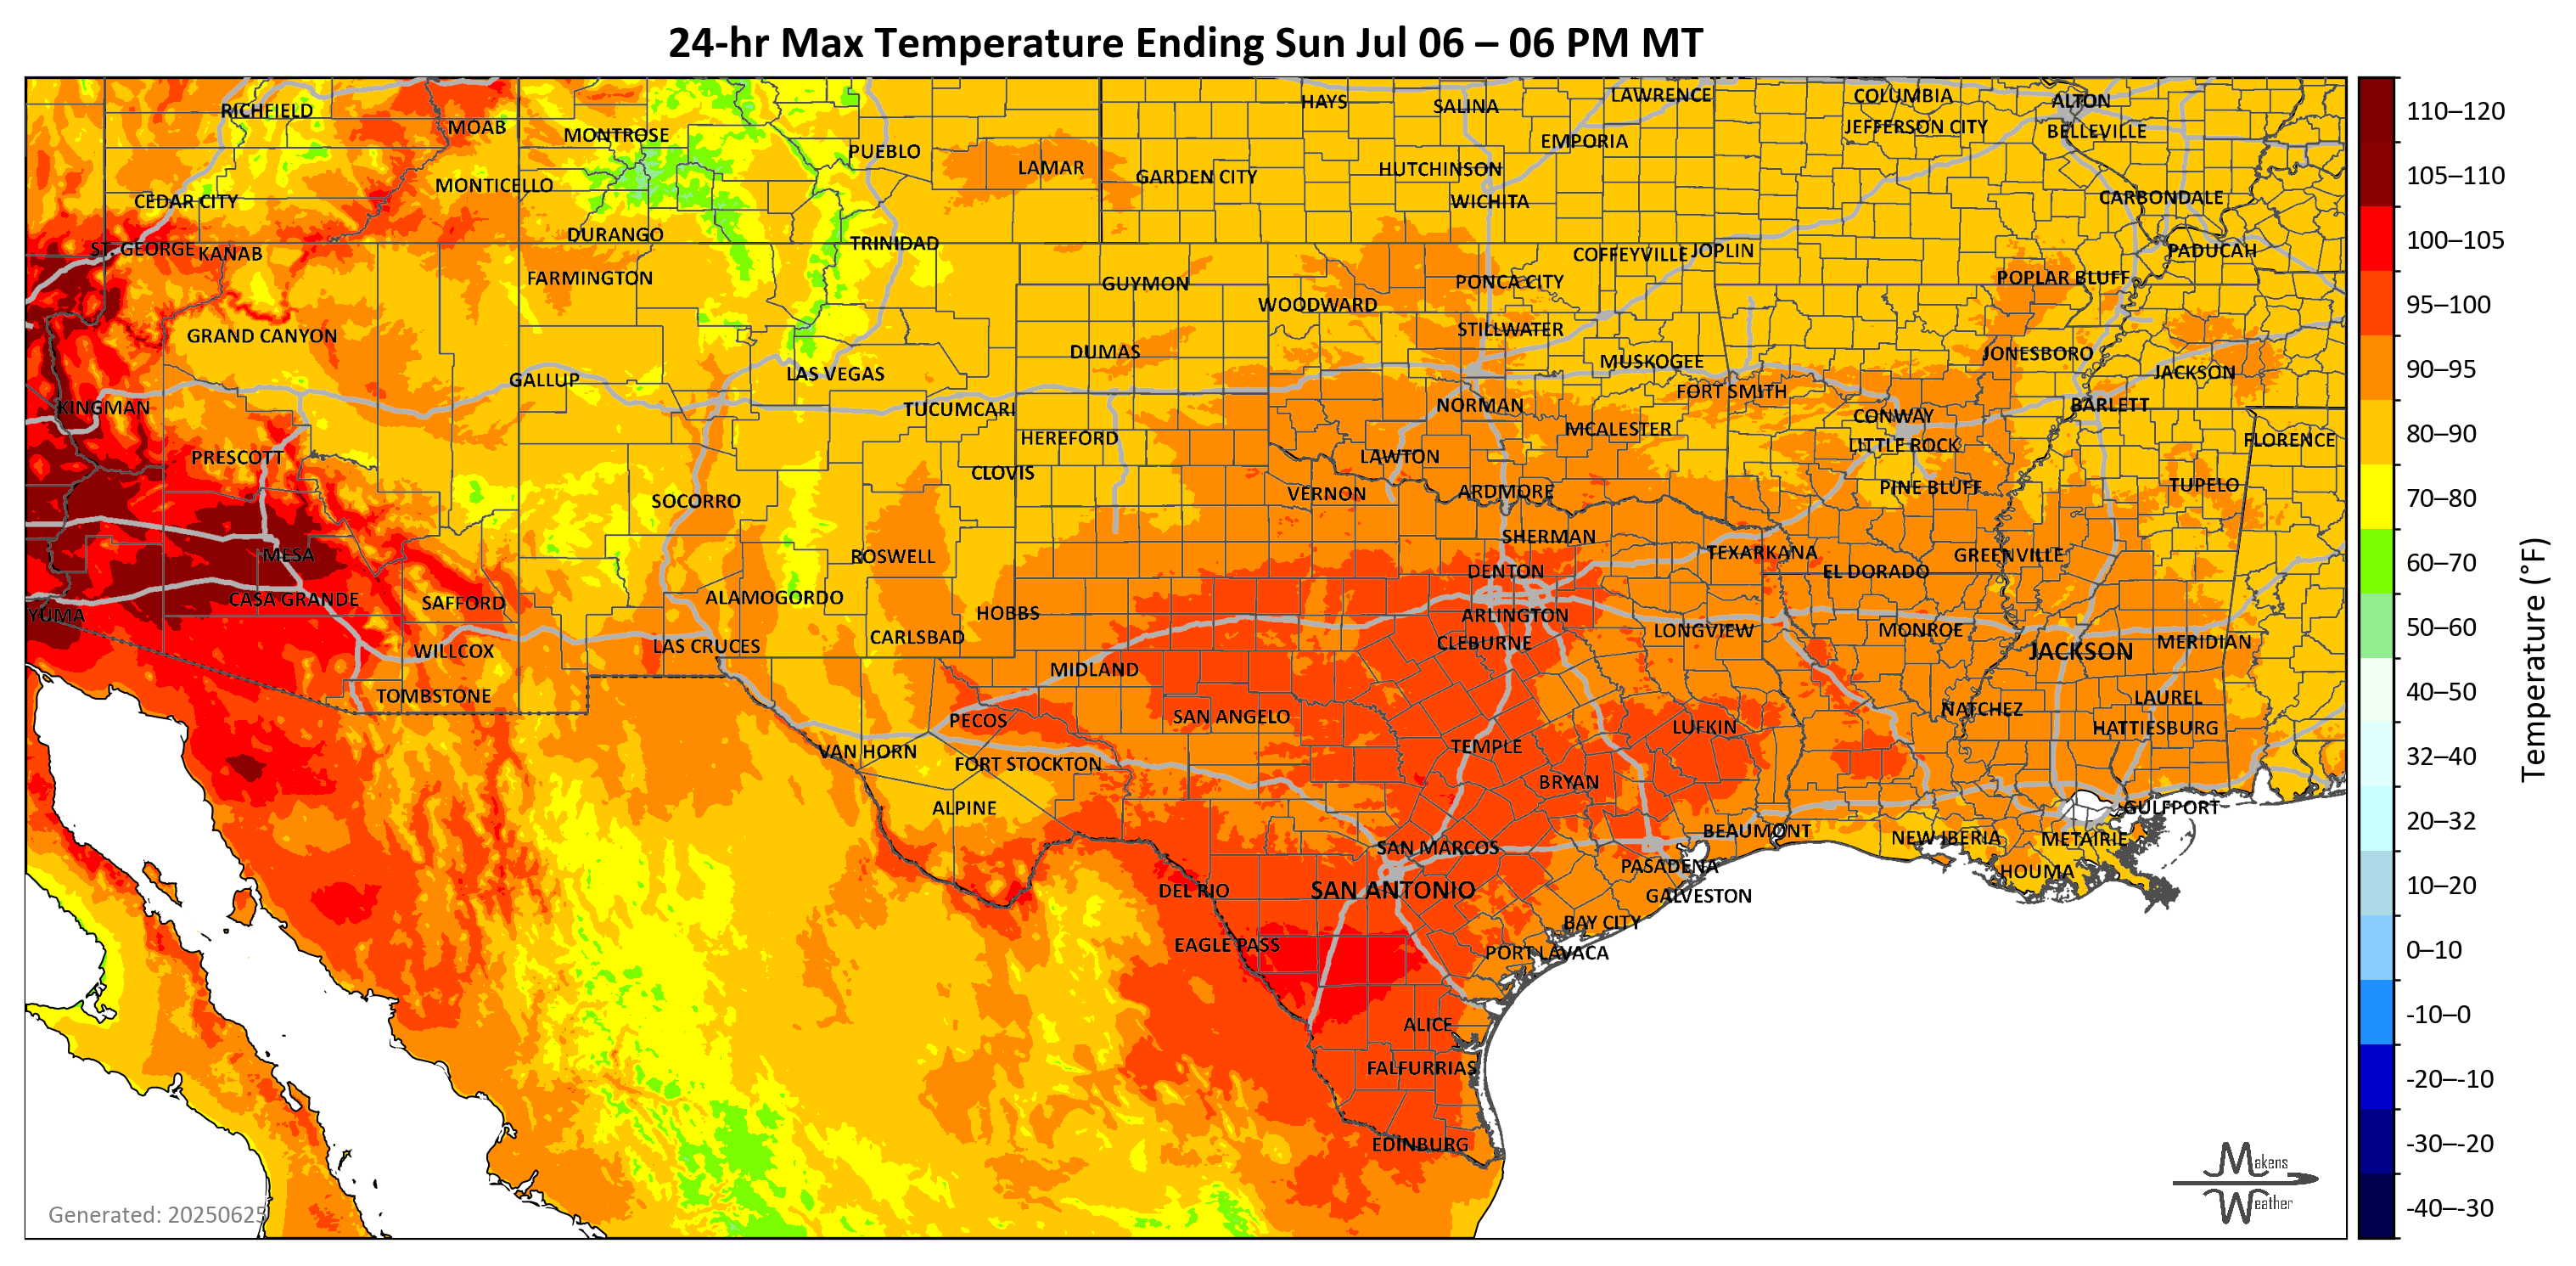 24-hr Max Temperature Ending Sun Jul 06 – 06 PM MT
RICHFIELD
MOAB
MONTROSE
PUEBLO
LAMAR
HAYS
SALINA
LAWRENCE
EMPORIA
COLUMBIA
JEFFERSON CITY
ALTON
BELLEVILLE
CEDAR CITY
MONTICELLO
GARDEN CITY
HUTCHINSON
WICHITA
CARBONDALE
ST. GEORGE
KANAB
DURANGO
TRINIDAD
COFFEYVILLE
JOPLIN
PADUCAH
FARMINGTON
GUYMON
WOODWARD
PONCA CITY
POPLAR BLUFF
GRAND CANYON
DUMAS
STILLWATER
MUSKOGEE
JONESBORO
JACKSON
GALLUP
LAS VEGAS
FORT SMITH
KINGMAN
TUCUMCARI
NORMAN
CONWAY
BARLETT
PRESCOTT
HEREFORD
MCALESTER
LITTLE ROCK
FLORENCE
CLOVIS
LAWTON
SOCORRO
VERNON
ARDMORE
PINE BLUFF
TUPELO
MESA
ROSWELL
SHERMAN
TEXARKANA
GREENVILLE
CASA GRANDE
SAFFORD
ALAMOGORDO
DENTON
EL DORADO
YUMA
HOBBS
ARLINGTON
WILLCOX
LAS CRUCES
CARLSBAD
CLEBURNE
LONGVIEW
MONROE
JACKSON
MERIDIAN
TOMBSTONE
MIDLAND
PECOS
SAN ANGELO
LUFKIN
NATCHEZ
LAUREL
HATTIESBURG
VAN HORN
FORT STOCKTON
TEMPLE
BRYAN
ALPINE
GULFPORT
SAN MARCOS
BEAUMONT
NEW IBERIA
METAIRIE
DEL RIO
SAN ANTONIO
PASADENA
GALVESTON
HOUMA
EAGLE PASS
BAY CITY
PORT LAVACA
ALICE
FALFURRIAS
EDINBURG
Generated: 20250625
Makens
Weather
110–120
105–110
100–105
95–100
90–95
80–90
70–80
60–70
50–60
40–50
32–40
20–32
10–20
0–10
-10–0
-20–-10
-30–-20
-40–-30
Temperature (°F)